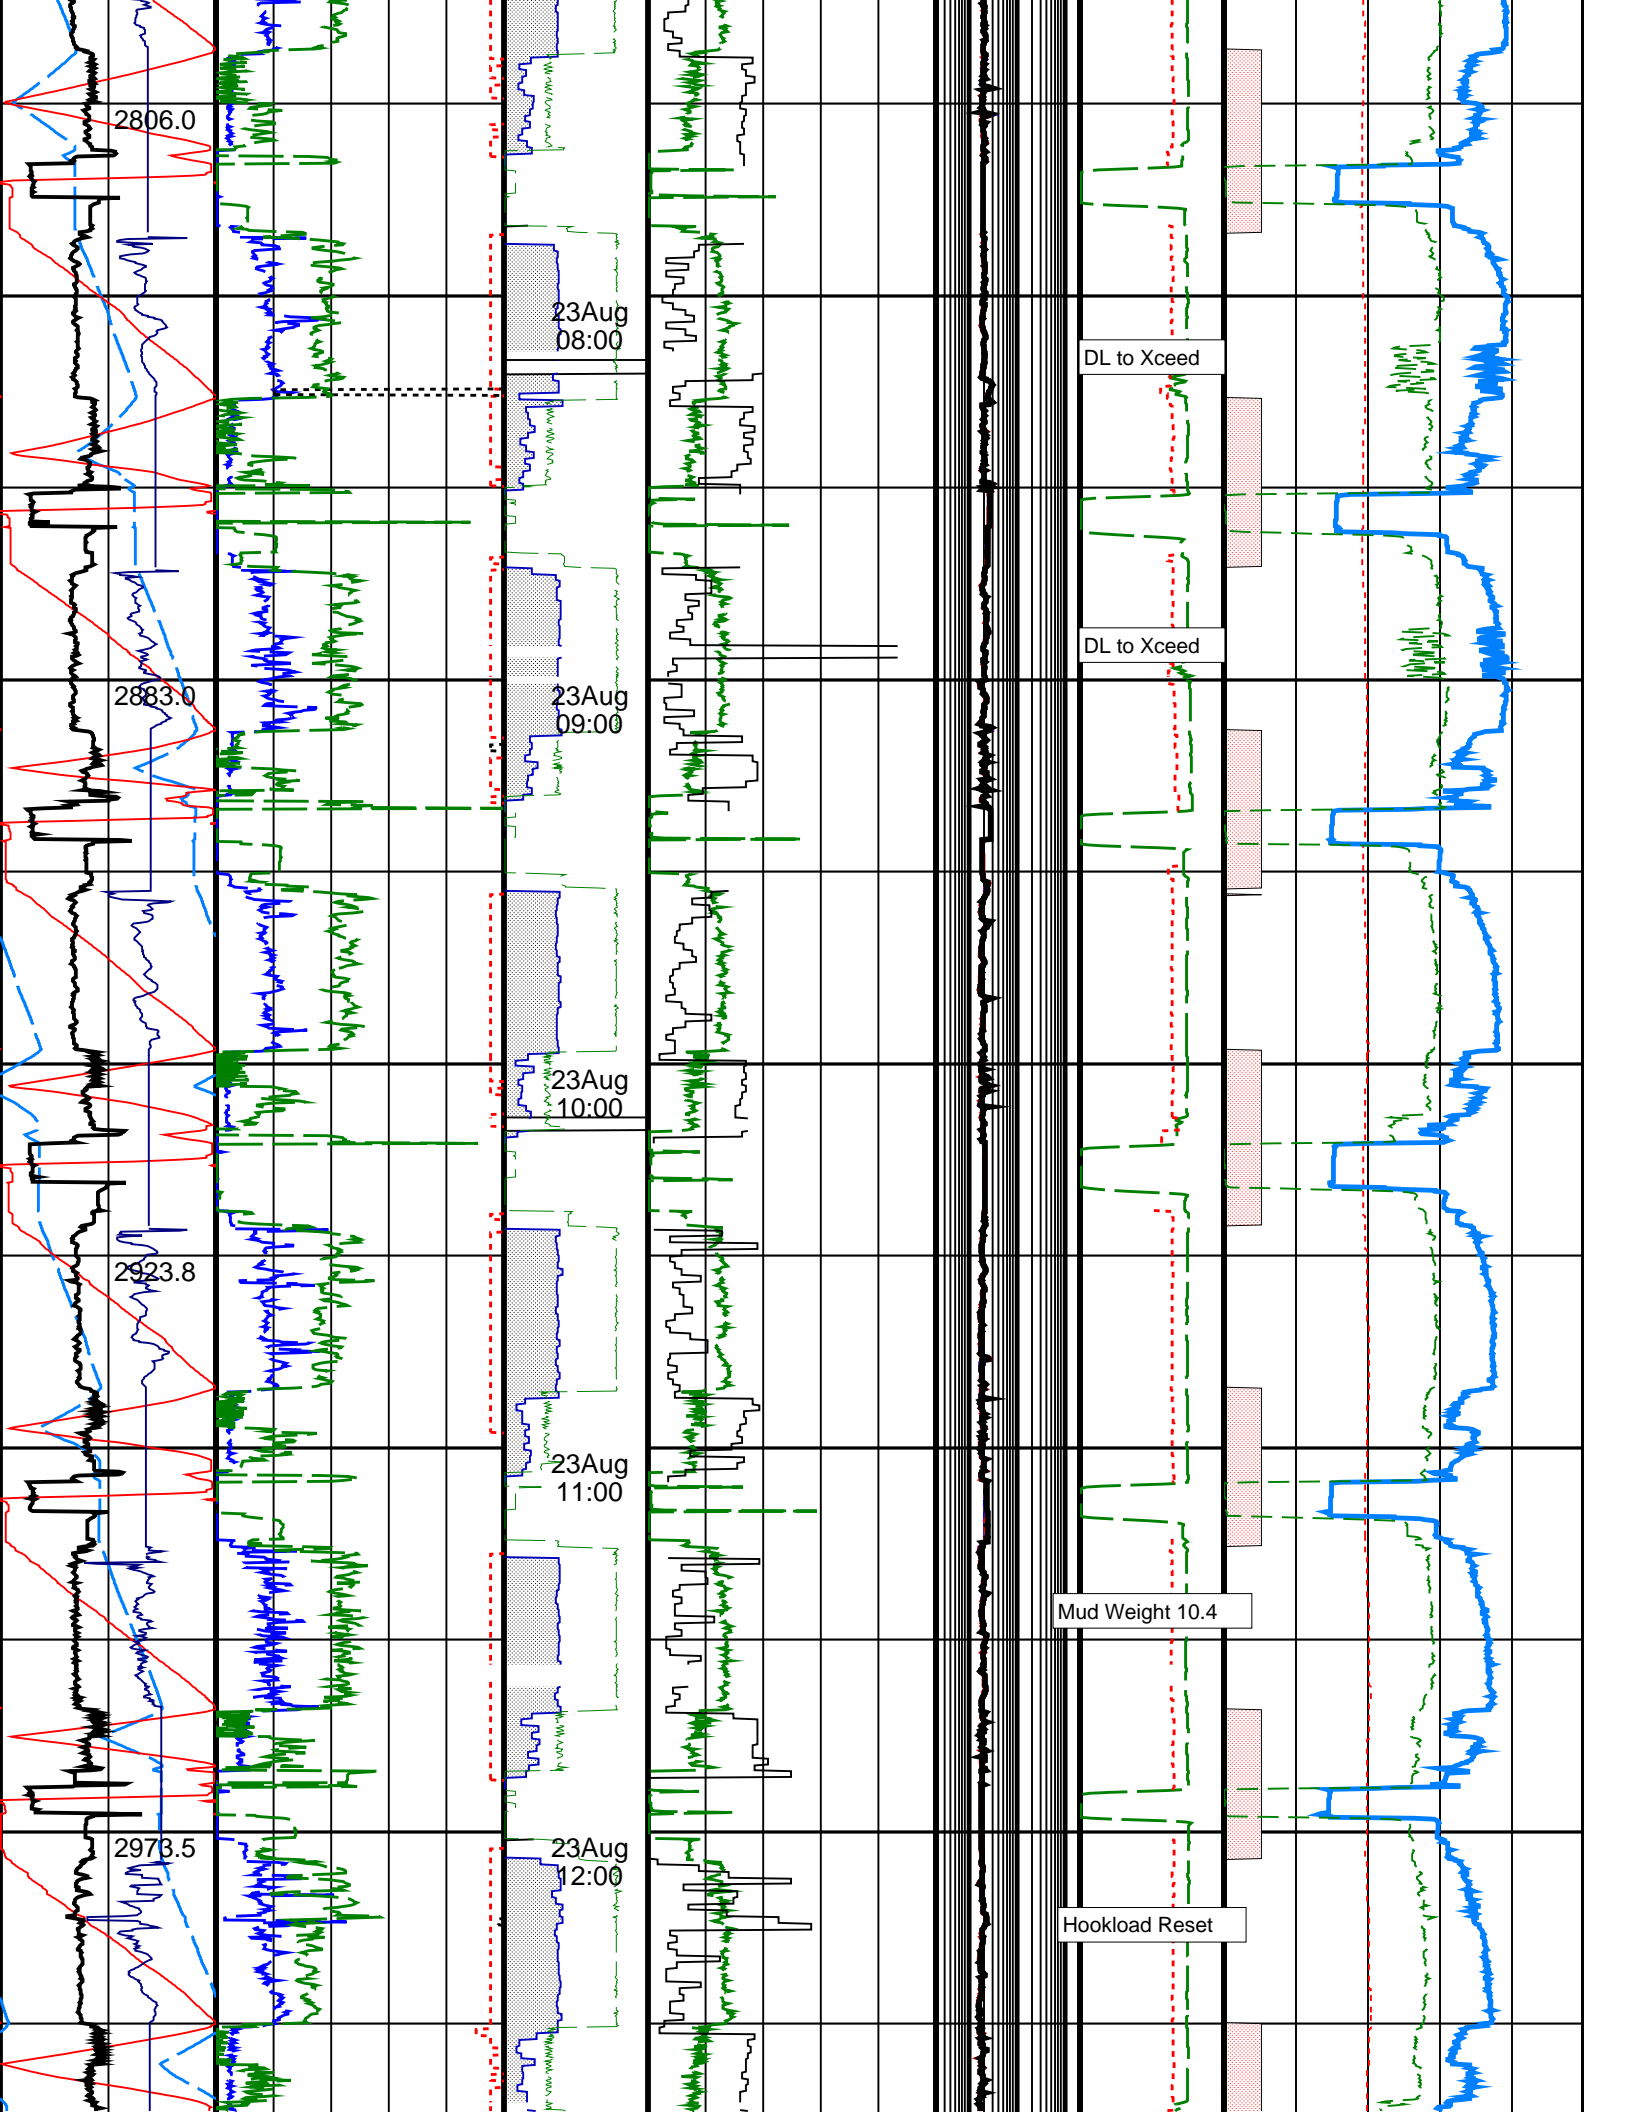 2806.0
23Aug
08:00
DL to Xceed
DL to Xceed
2883.0
23Aug
09:00
23Aug
10:00
2923.8
23Aug
11:00
Mud Weight 10.4
2973.5
23Aug
12:00
Hookload Reset